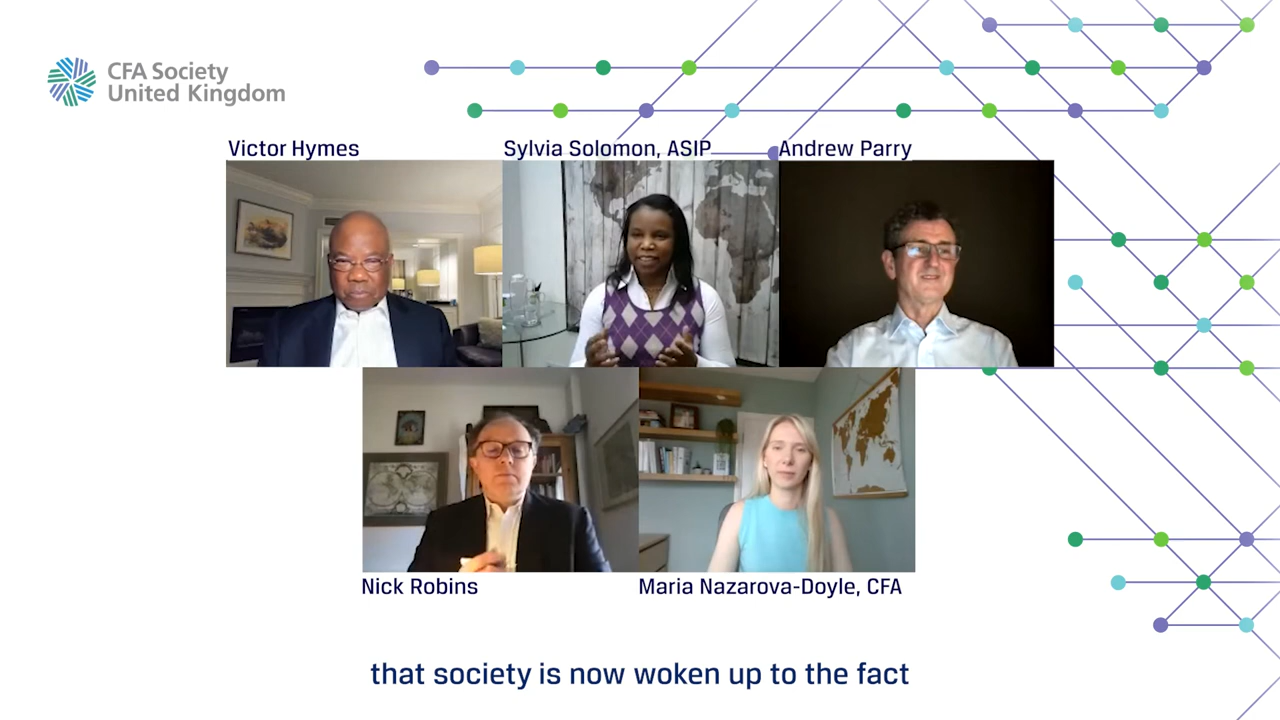 CFA Society
United Kingdom
Victor Hymes
Sylvia Solomon, ASIP
Andrew Parry
Nick Robins
Maria Nazarova-Doyle, CFA
that society is now woken up to the fact